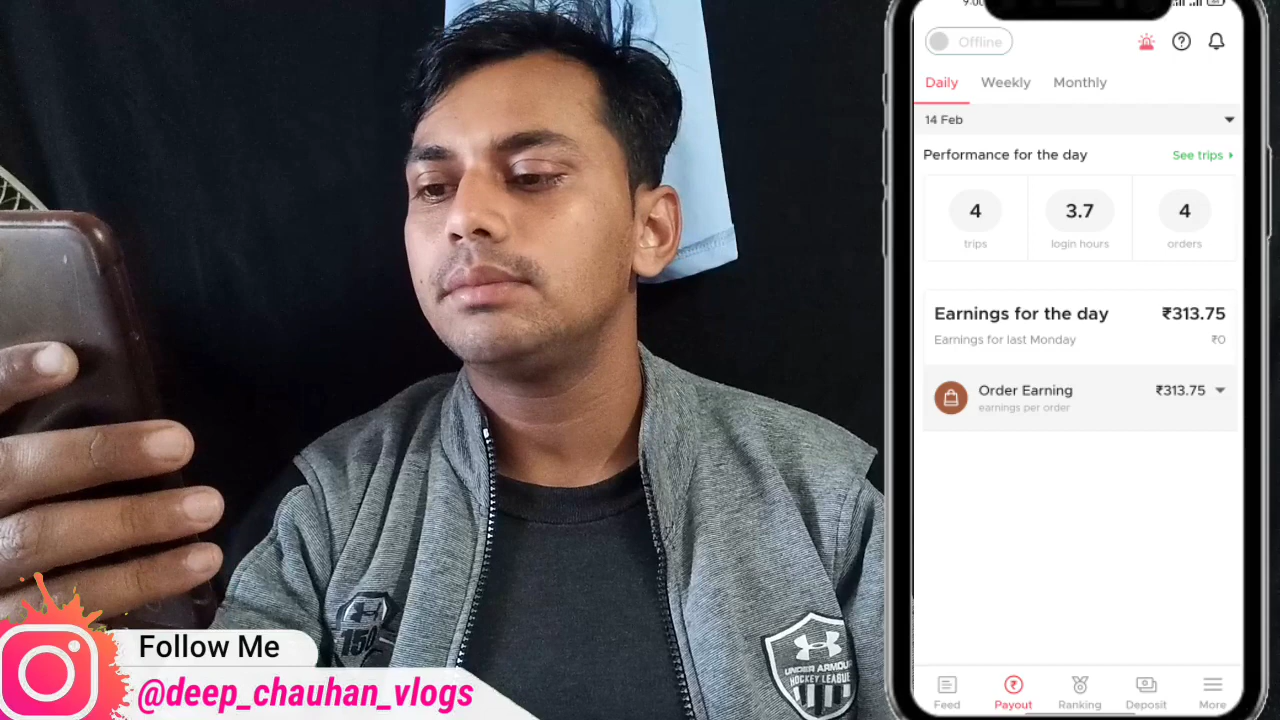 Offline
Daily Weekly Monthly
14 Feb
Performance for the day See trips
4 3.7 4
trips login hours orders
Earnings for the day ₹313.75
Earnings for last Monday ₹0
Order Earning ₹313.75
earnings per order
Feed Payout Ranking Deposit More
150
UNDER ARMOUR
HOCKEY LEAGUE
Follow Me
@deep_chauhan_vlogs